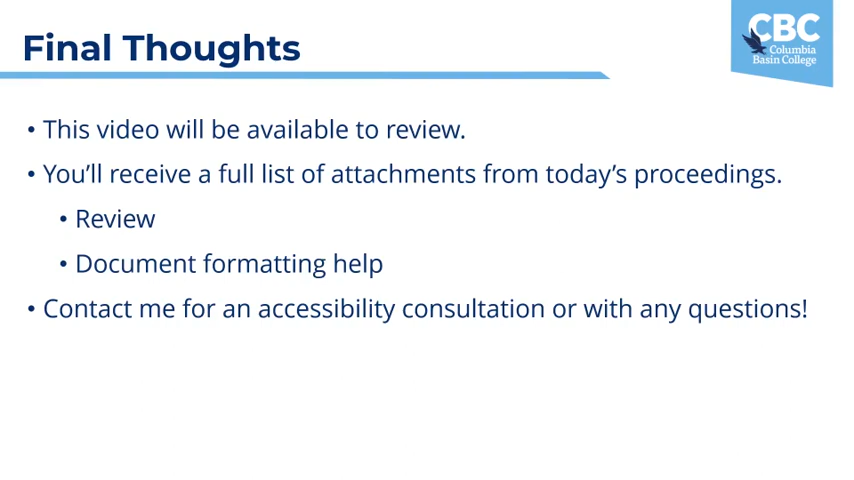 Final Thoughts
CBC
Columbia
Basin College
• This video will be available to review.
• You’ll receive a full list of attachments from today’s proceedings.
• Review
• Document formatting help
• Contact me for an accessibility consultation or with any questions!